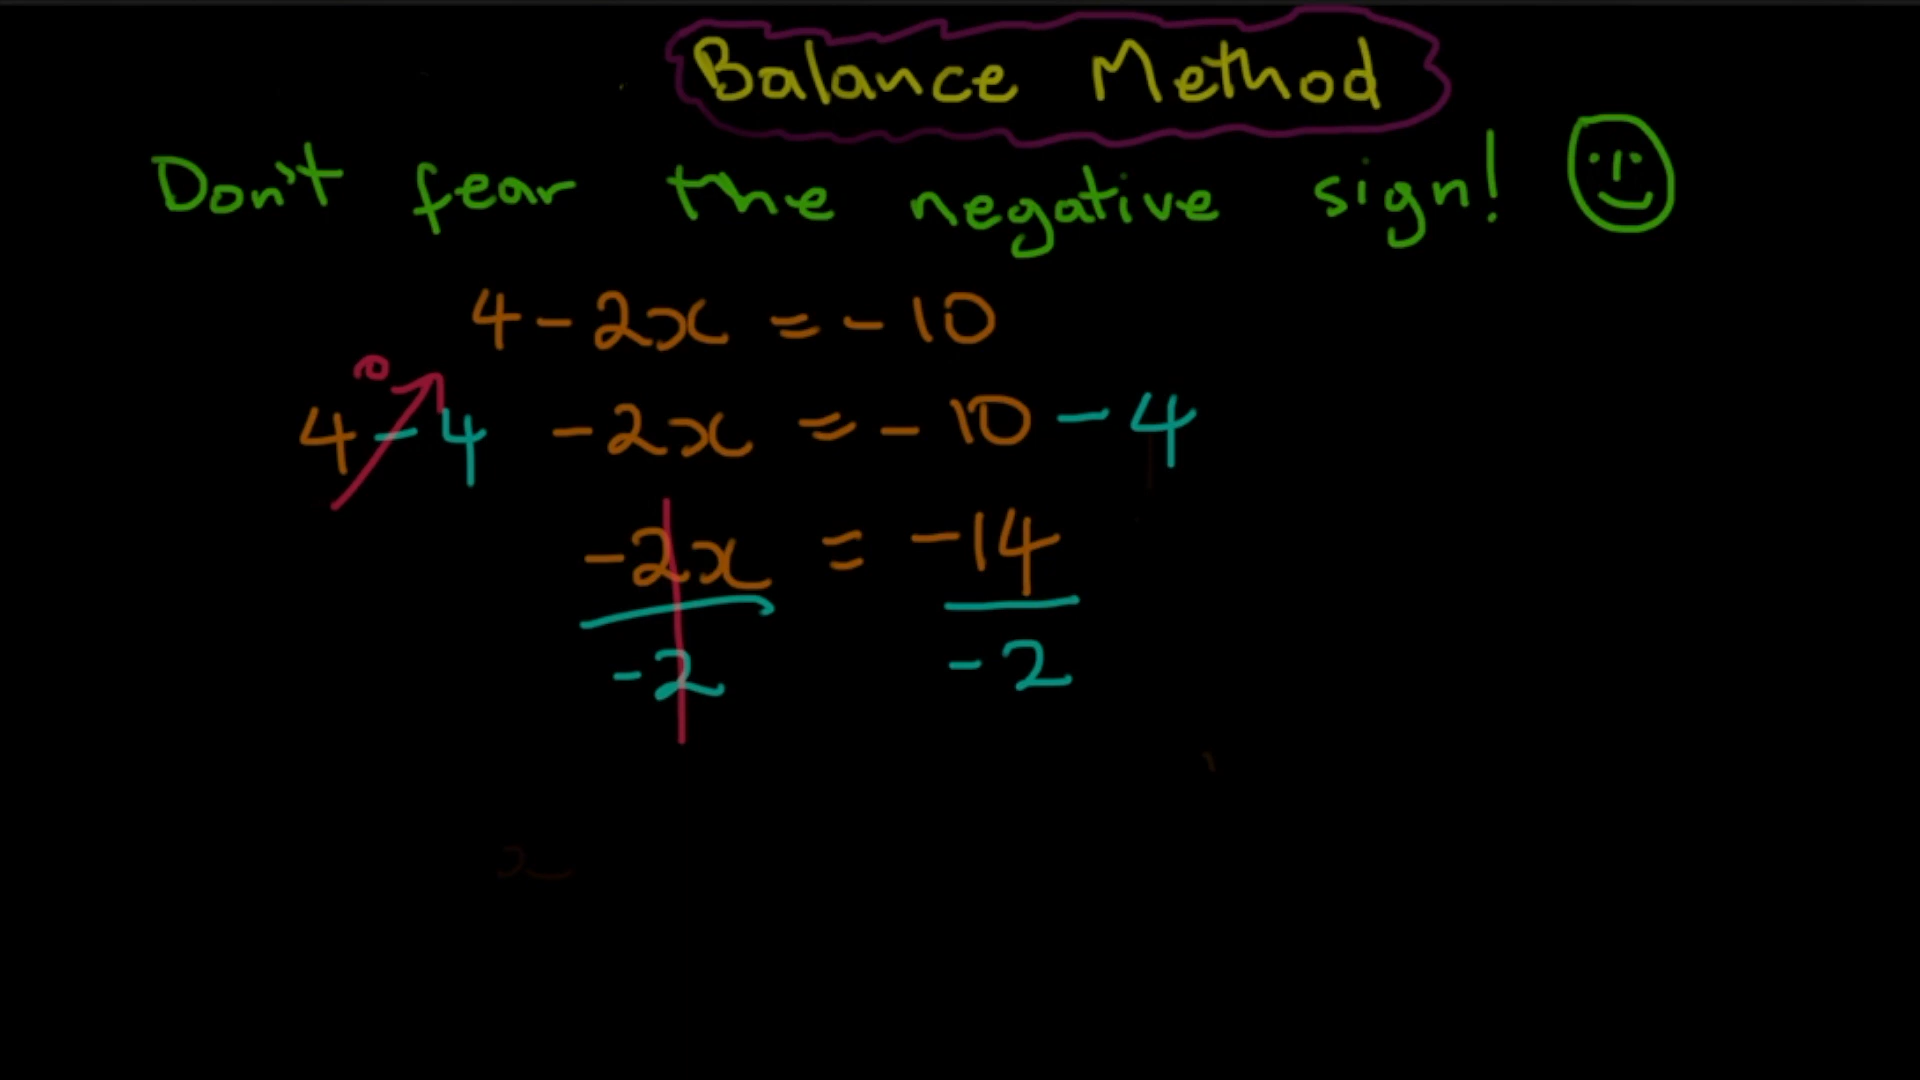 Balance Method
Don't fear the negative sign!
4 - 2x = -10
0
4 - 4 - 2x = -10 - 4
-2x = -14
-2 -2